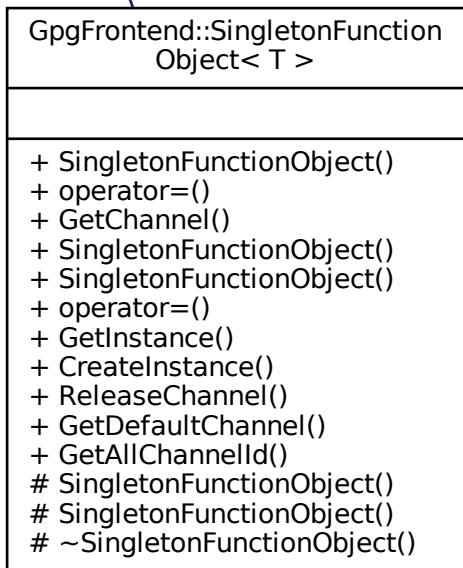 GpgFrontend::SingletonFunction
Object< T >
+ SingletonFunctionObject()
+ operator=()
+ GetChannel()
+ SingletonFunctionObject()
+ SingletonFunctionObject()
+ operator=()
+ GetInstance()
+ CreateInstance()
+ ReleaseChannel()
+ GetDefaultChannel()
+ GetAllChannelId()
# SingletonFunctionObject()
# SingletonFunctionObject()
# ~SingletonFunctionObject()